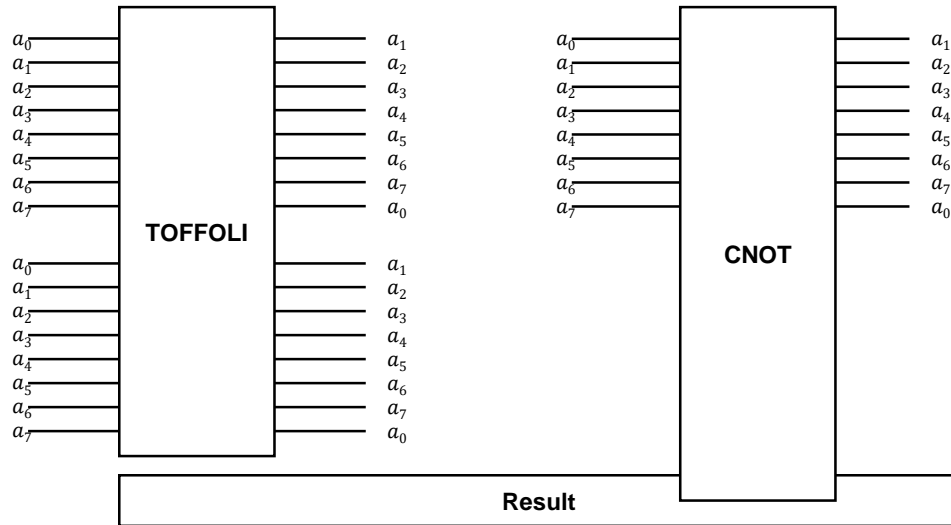 a₀ a₁ a₀ a₁
a₁ a₂ a₁ a₂
a₂ a₃ a₂ a₃
a₃ a₄ a₃ a₄
a₄ a₅ a₄ a₅
a₅ a₆ a₅ a₆
a₆ a₇ a₆ a₇
a₇ a₀ a₇ a₀
TOFFOLI
CNOT
a₀ a₁
a₁ a₂
a₂ a₃
a₃ a₄
a₄ a₅
a₅ a₆
a₆ a₇
a₇ a₀
Result